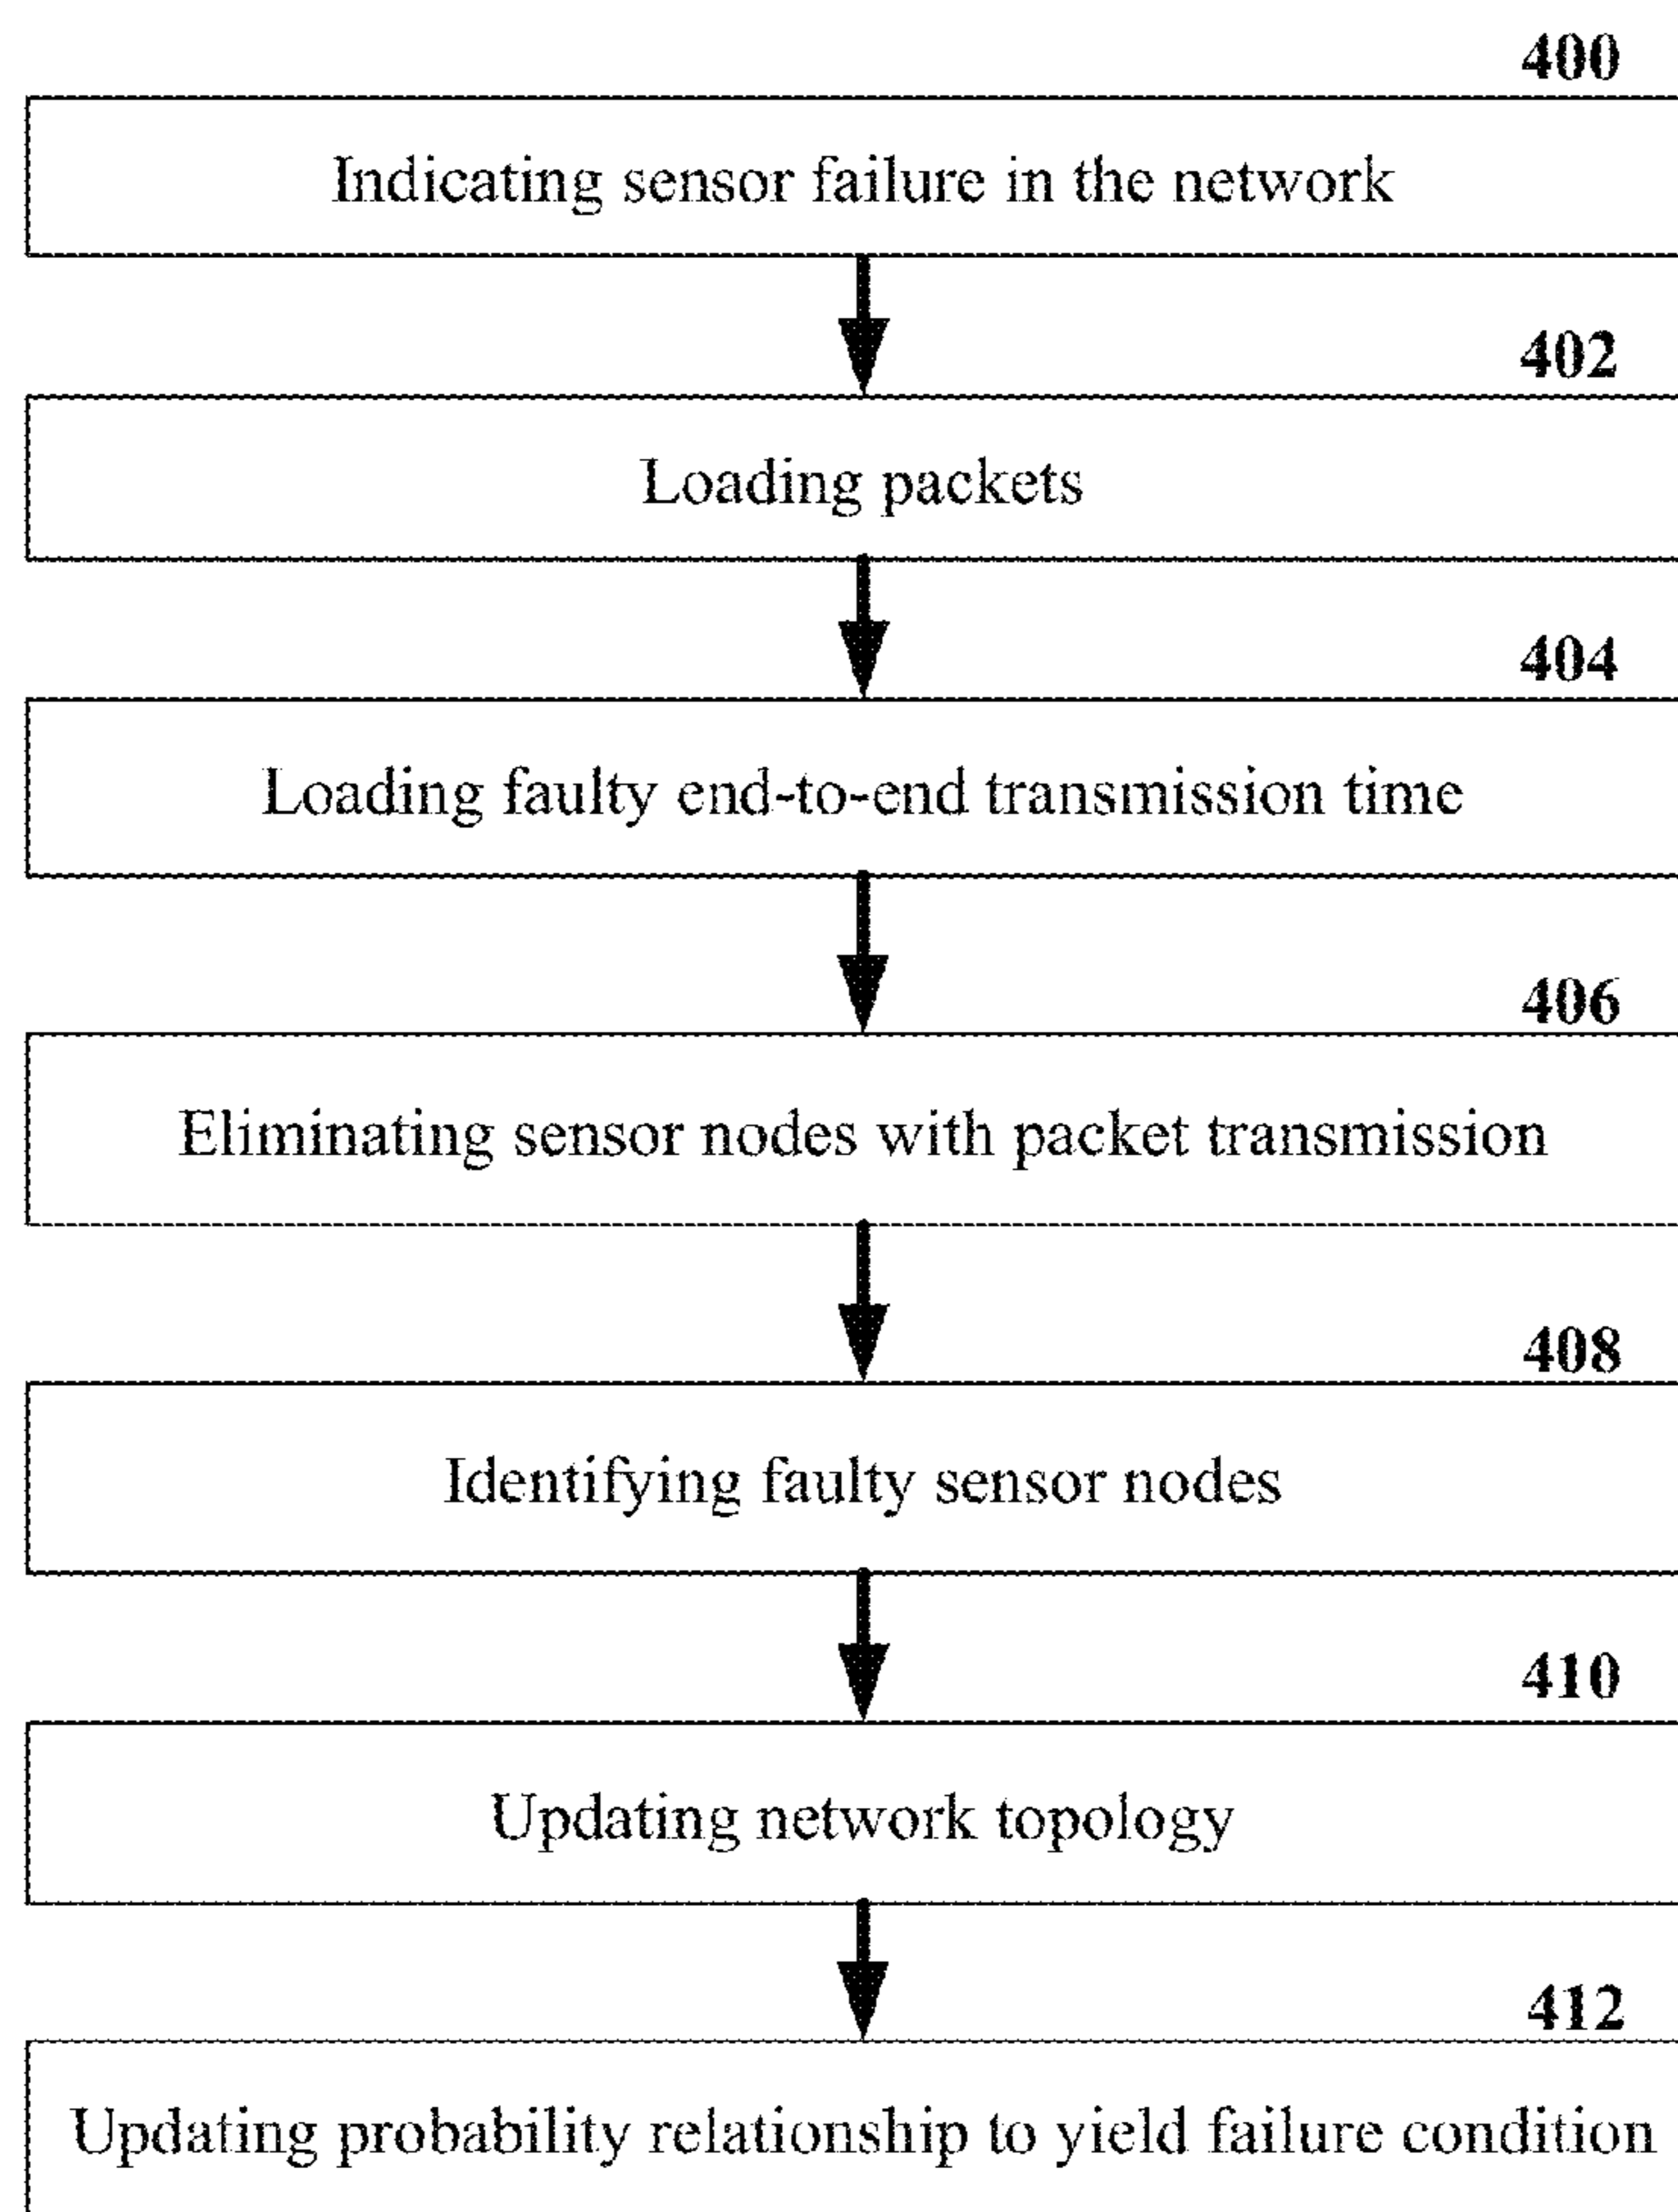 400
Indicating sensor failure in the network
402
Loading packets
404
Loading faulty end-to-end transmission time
406
Eliminating sensor nodes with packet transmission
408
Identifying faulty sensor nodes
410
Updating network topology
412
Updating probability relationship to yield failure condition